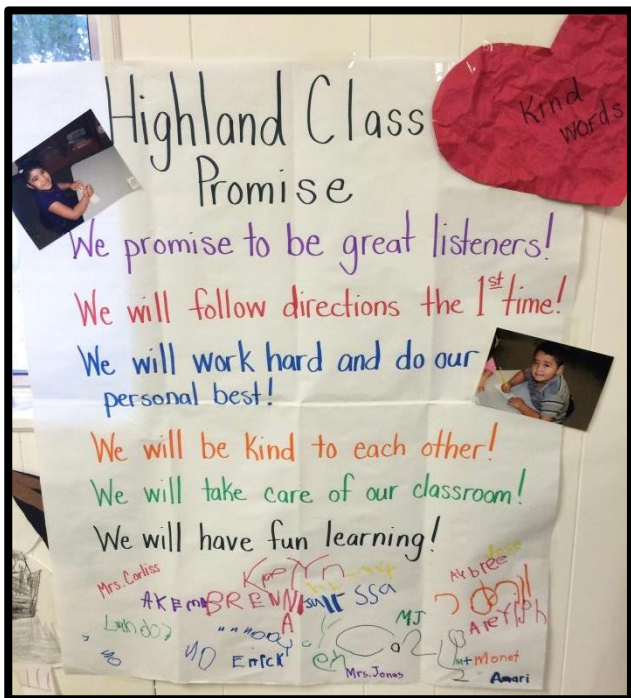 Highland Class
Promise
Kind
words
We promise to be great listeners!
We will follow directions the 1st time!
We will work hard and do our
personal best!
We will be kind to each other!
We will take care of our classroom!
We will have fun learning!
Mrs. Corliss
BRENN
A
MJ
Mrs. Jones
Monet
Amari